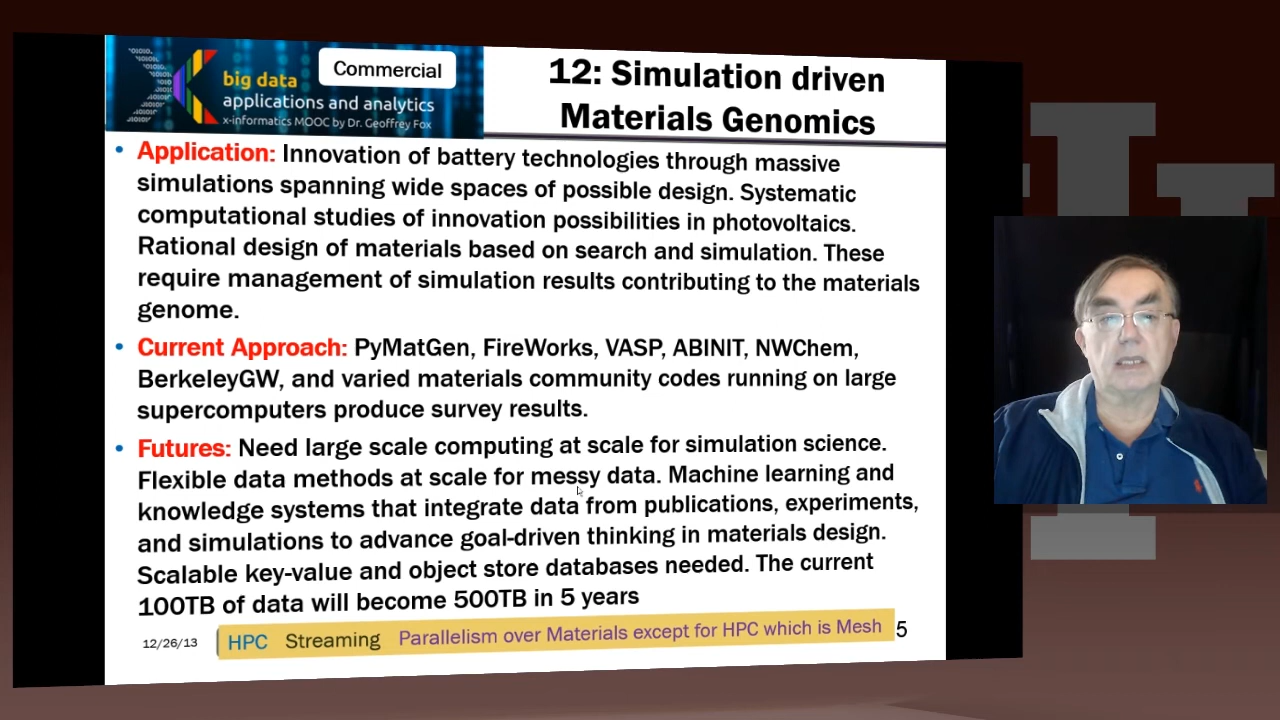 big data
applications and analytics
x-informatics MOOC by Dr. Geoffrey Fox
Commercial
12: Simulation driven
Materials Genomics
• Application: Innovation of battery technologies through massive
simulations spanning wide spaces of possible design. Systematic
computational studies of innovation possibilities in photovoltaics.
Rational design of materials based on search and simulation. These
require management of simulation results contributing to the materials
genome.
• Current Approach: PyMatGen, FireWorks, VASP, ABINIT, NWChem,
BerkeleyGW, and varied materials community codes running on large
supercomputers produce survey results.
• Futures: Need large scale computing at scale for simulation science.
Flexible data methods at scale for messy data. Machine learning and
knowledge systems that integrate data from publications, experiments,
and simulations to advance goal-driven thinking in materials design.
Scalable key-value and object store databases needed. The current
100TB of data will become 500TB in 5 years
12/26/13
HPC Streaming Parallelism over Materials except for HPC which is Mesh
5